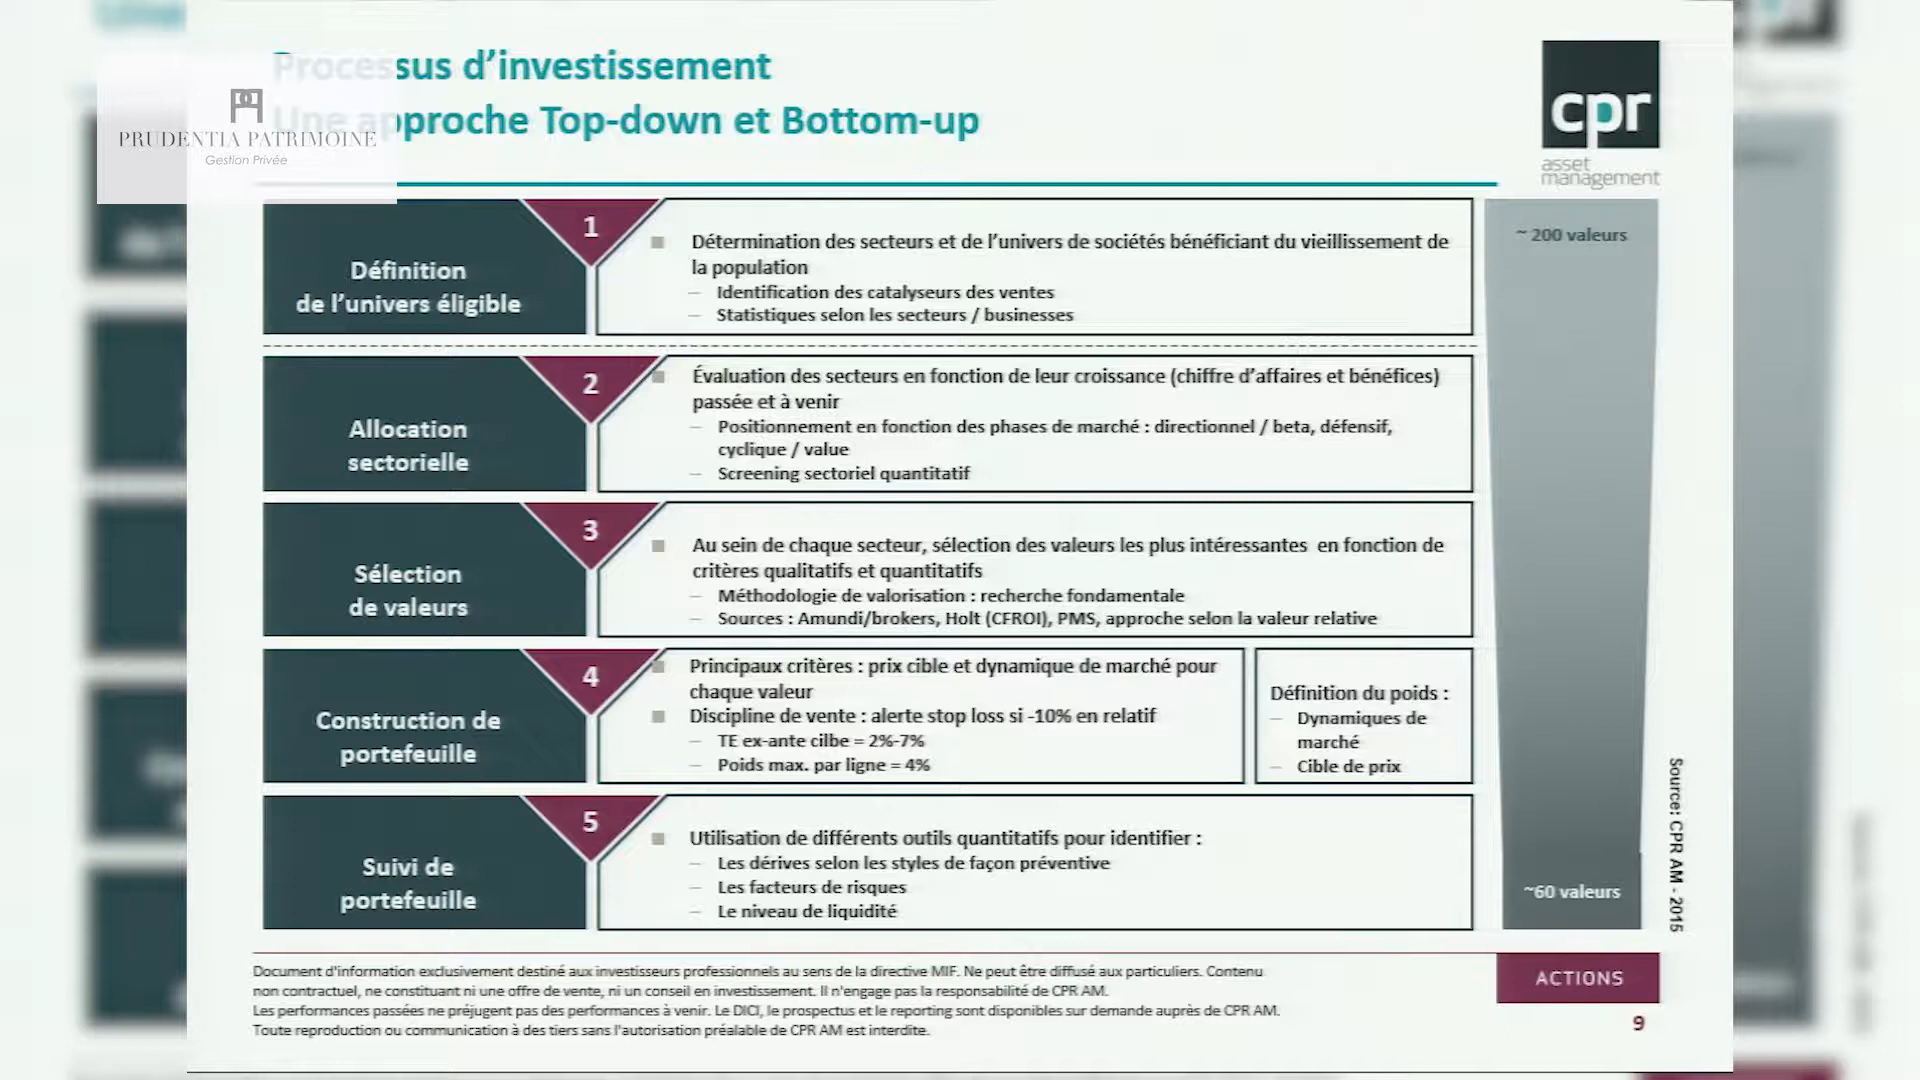 Processus d’investissement
Une approche Top-down et Bottom-up
PRUDENTIA PATRIMOINE
Gestion Privée
cpr
asset
management
1
Définition
de l’univers éligible
Détermination des secteurs et de l’univers de sociétés bénéficiant du vieillissement de
la population
– Identification des catalyseurs des ventes
– Statistiques selon les secteurs / businesses
~ 200 valeurs
2
Allocation
sectorielle
Évaluation des secteurs en fonction de leur croissance (chiffre d’affaires et bénéfices)
passée et à venir
– Positionnement en fonction des phases de marché : directionnel / beta, défensif,
cyclique / value
– Screening sectoriel quantitatif
3
Sélection
de valeurs
Au sein de chaque secteur, sélection des valeurs les plus intéressantes en fonction de
critères qualitatifs et quantitatifs
– Méthodologie de valorisation : recherche fondamentale
– Sources : Amundi/brokers, Holt (CFROI), PMS, approche selon la valeur relative
4
Construction de
portefeuille
Principaux critères : prix cible et dynamique de marché pour
chaque valeur
Discipline de vente : alerte stop loss si -10% en relatif
– TE ex-ante cilbe = 2%-7%
– Poids max. par ligne = 4%
Définition du poids :
– Dynamiques de
marché
– Cible de prix
5
Suivi de
portefeuille
Utilisation de différents outils quantitatifs pour identifier :
– Les dérives selon les styles de façon préventive
– Les facteurs de risques
– Le niveau de liquidité
~60 valeurs
Source: CPR AM - 2015
Document d'information exclusivement destiné aux investisseurs professionnels au sens de la directive MIF. Ne peut être diffusé aux particuliers. Contenu
non contractuel, ne constituant ni une offre de vente, ni un conseil en investissement. Il n'engage pas la responsabilité de CPR AM.
Les performances passées ne préjugent pas des performances à venir. Le DICI, le prospectus et le reporting sont disponibles sur demande auprès de CPR AM.
Toute reproduction ou communication à des tiers sans l'autorisation préalable de CPR AM est interdite.
ACTIONS
9